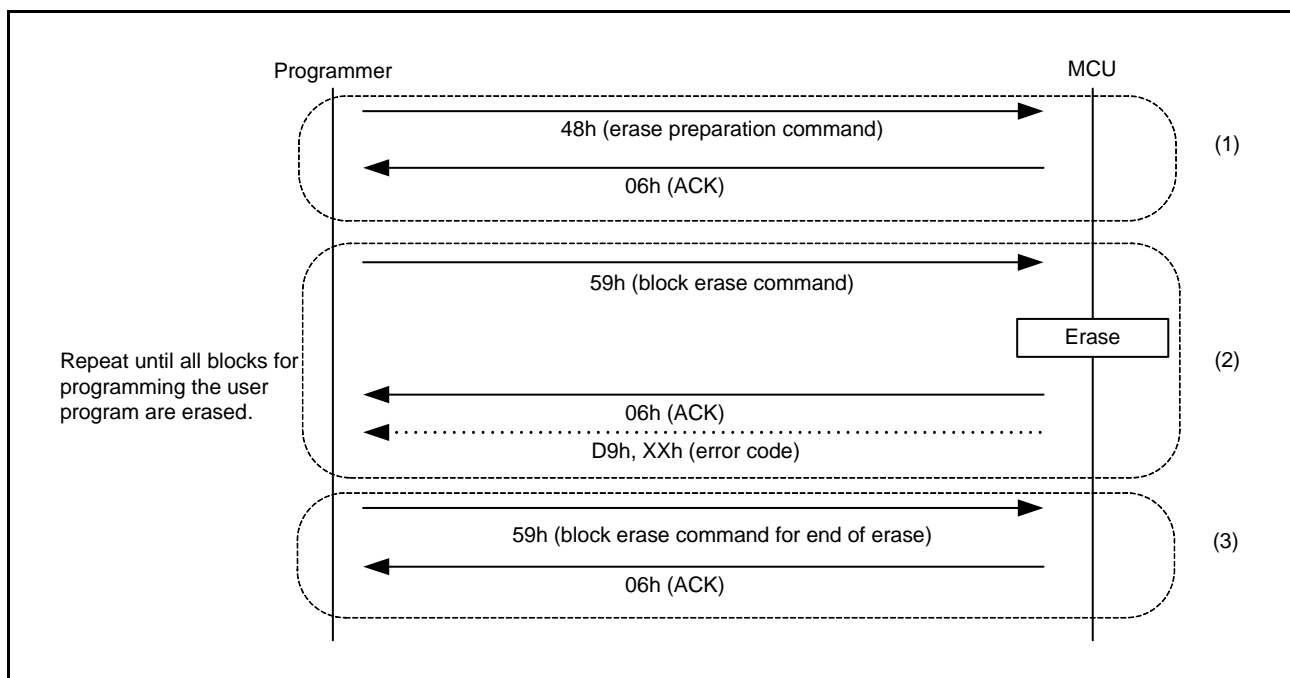 Programmer
MCU
48h (erase preparation command)
(1)
06h (ACK)
59h (block erase command)
Erase
Repeat until all blocks for
programming the user
program are erased.
(2)
06h (ACK)
D9h, XXh (error code)
59h (block erase command for end of erase)
(3)
06h (ACK)